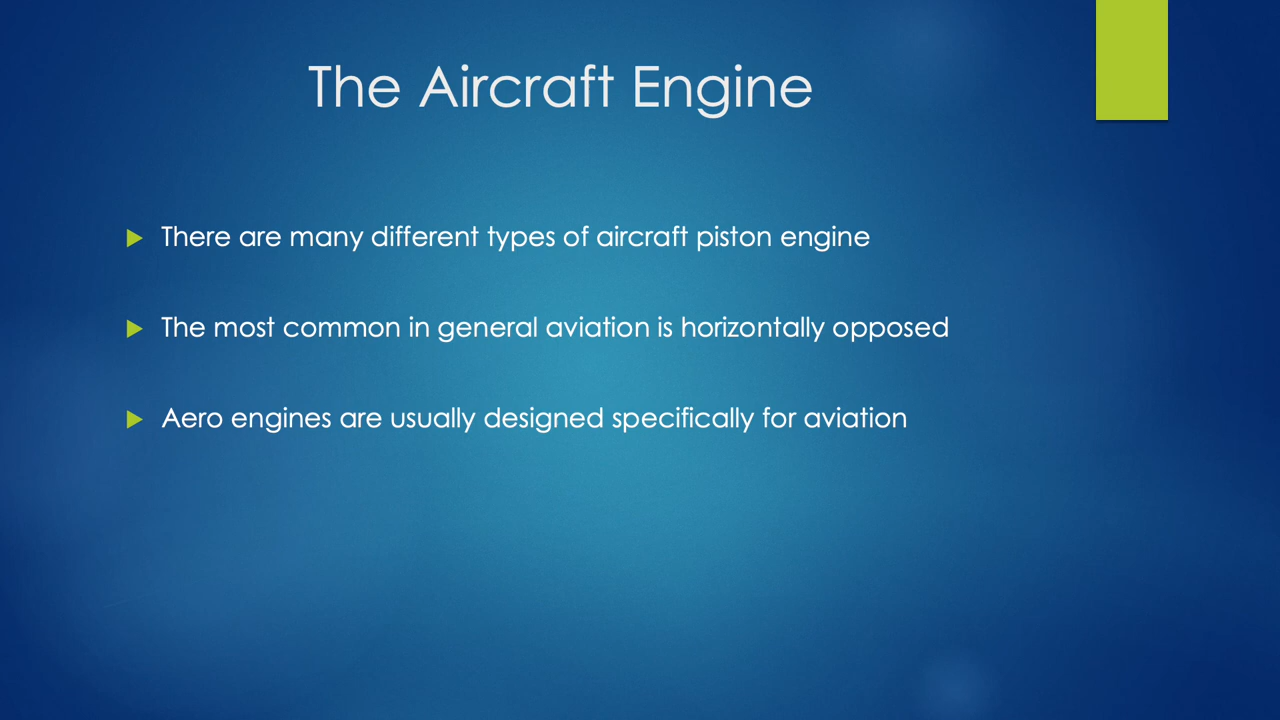 The Aircraft Engine
There are many different types of aircraft piston engine
The most common in general aviation is horizontally opposed
Aero engines are usually designed specifically for aviation